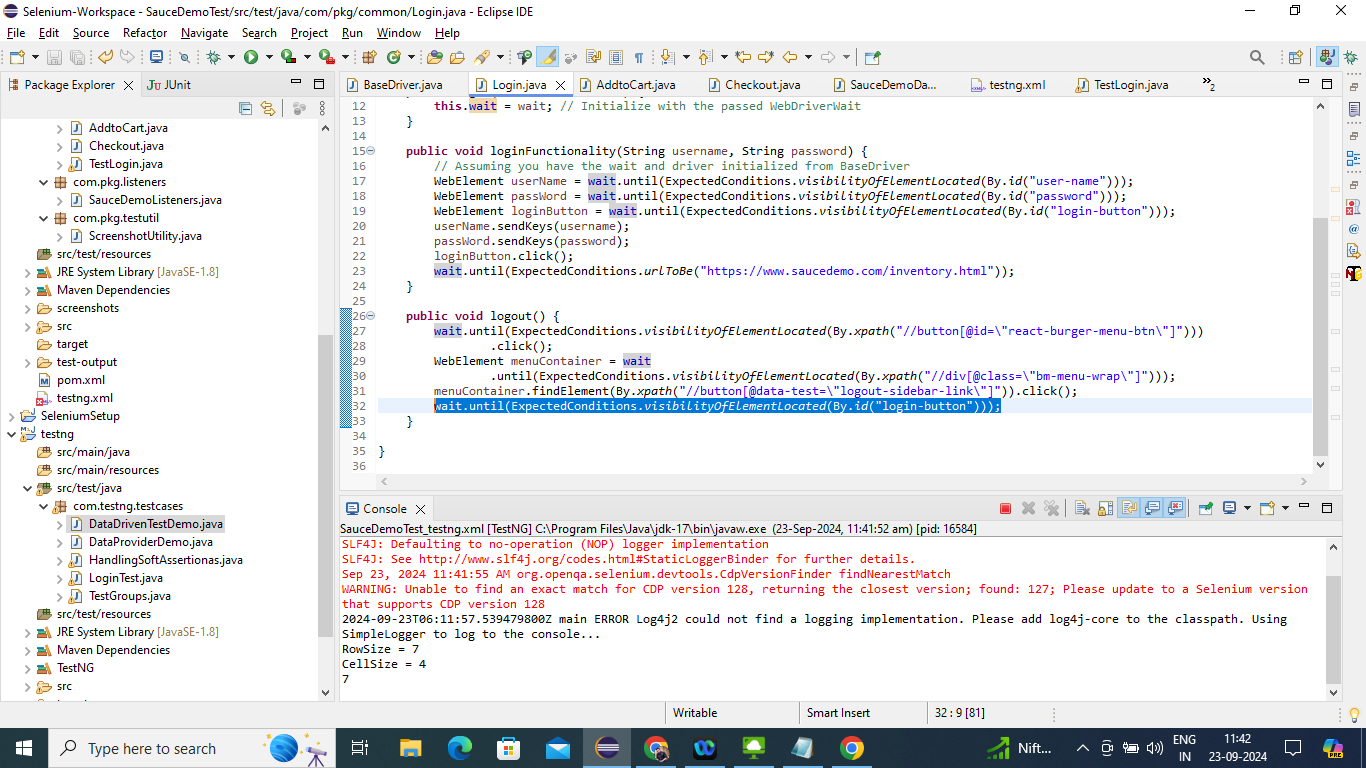 Selenium-Workspace - SauceDemoTest/src/test/java/com/pkg/common/Login.java - Eclipse IDE
File Edit Source Refactor Navigate Search Project Run Window Help
Package Explorer JUnit
AddtoCart.java
Checkout.java
TestLogin.java
com.pkg.listeners
SauceDemoListeners.java
com.pkg.testutil
ScreenshotUtility.java
src/test/resources
JRE System Library [JavaSE-1.8]
Maven Dependencies
screenshots
src
target
test-output
pom.xml
testng.xml
SeleniumSetup
testng
src/main/java
src/main/resources
src/test/java
com.testng.testcases
DataDrivenTestDemo.java
DataProviderDemo.java
HandlingSoftAssertionas.java
LoginTest.java
TestGroups.java
src/test/resources
JRE System Library [JavaSE-1.8]
Maven Dependencies
TestNG
src
BaseDriver.java Login.java AddtoCart.java Checkout.java SauceDemoDa... testng.xml TestLogin.java 2
12 this.wait = wait; // Initialize with the passed WebDriverWait
13 }
14
15 public void loginFunctionality(String username, String password) {
16 // Assuming you have the wait and driver initialized from BaseDriver
17 WebElement userName = wait.until(ExpectedConditions.visibilityOfElementLocated(By.id("user-name")));
18 WebElement passWord = wait.until(ExpectedConditions.visibilityOfElementLocated(By.id("password")));
19 WebElement loginButton = wait.until(ExpectedConditions.visibilityOfElementLocated(By.id("login-button")));
20 userName.sendKeys(username);
21 passWord.sendKeys(password);
22 loginButton.click();
23 wait.until(ExpectedConditions.urlToBe("https://www.saucedemo.com/inventory.html"));
24 }
25
26 public void logout() {
27 wait.until(ExpectedConditions.visibilityOfElementLocated(By.xpath("//button[@id=\"react-burger-menu-btn\"]")))
28 .click();
29 WebElement menuContainer = wait
30 .until(ExpectedConditions.visibilityOfElementLocated(By.xpath("//div[@class=\"bm-menu-wrap\"]")));
31 menuContainer.findElement(By.xpath("//button[@data-test=\"logout-sidebar-link\"]")).click();
32 wait.until(ExpectedConditions.visibilityOfElementLocated(By.id("login-button")));
33 }
34
35 }
36
Console
SauceDemoTest_testng.xml [TestNG] C:\Program Files\Java\jdk-17\bin\javaw.exe (23-Sep-2024, 11:41:52 am) [pid: 16584]
SLF4J: Defaulting to no-operation (NOP) logger implementation
SLF4J: See http://www.slf4j.org/codes.html#StaticLoggerBinder for further details.
Sep 23, 2024 11:41:55 AM org.openqa.selenium.devtools.CdpVersionFinder findNearestMatch
WARNING: Unable to find an exact match for CDP version 128, returning the closest version; found: 127; Please update to a Selenium version
that supports CDP version 128
2024-09-23T06:11:57.539479800Z main ERROR Log4j2 could not find a logging implementation. Please add log4j-core to the classpath. Using
SimpleLogger to log to the console...
RowSize = 7
CellSize = 4
7
Writable Smart Insert 32 : 9 [81]
Type here to search
Nift...
ENG
IN
11:42
23-09-2024